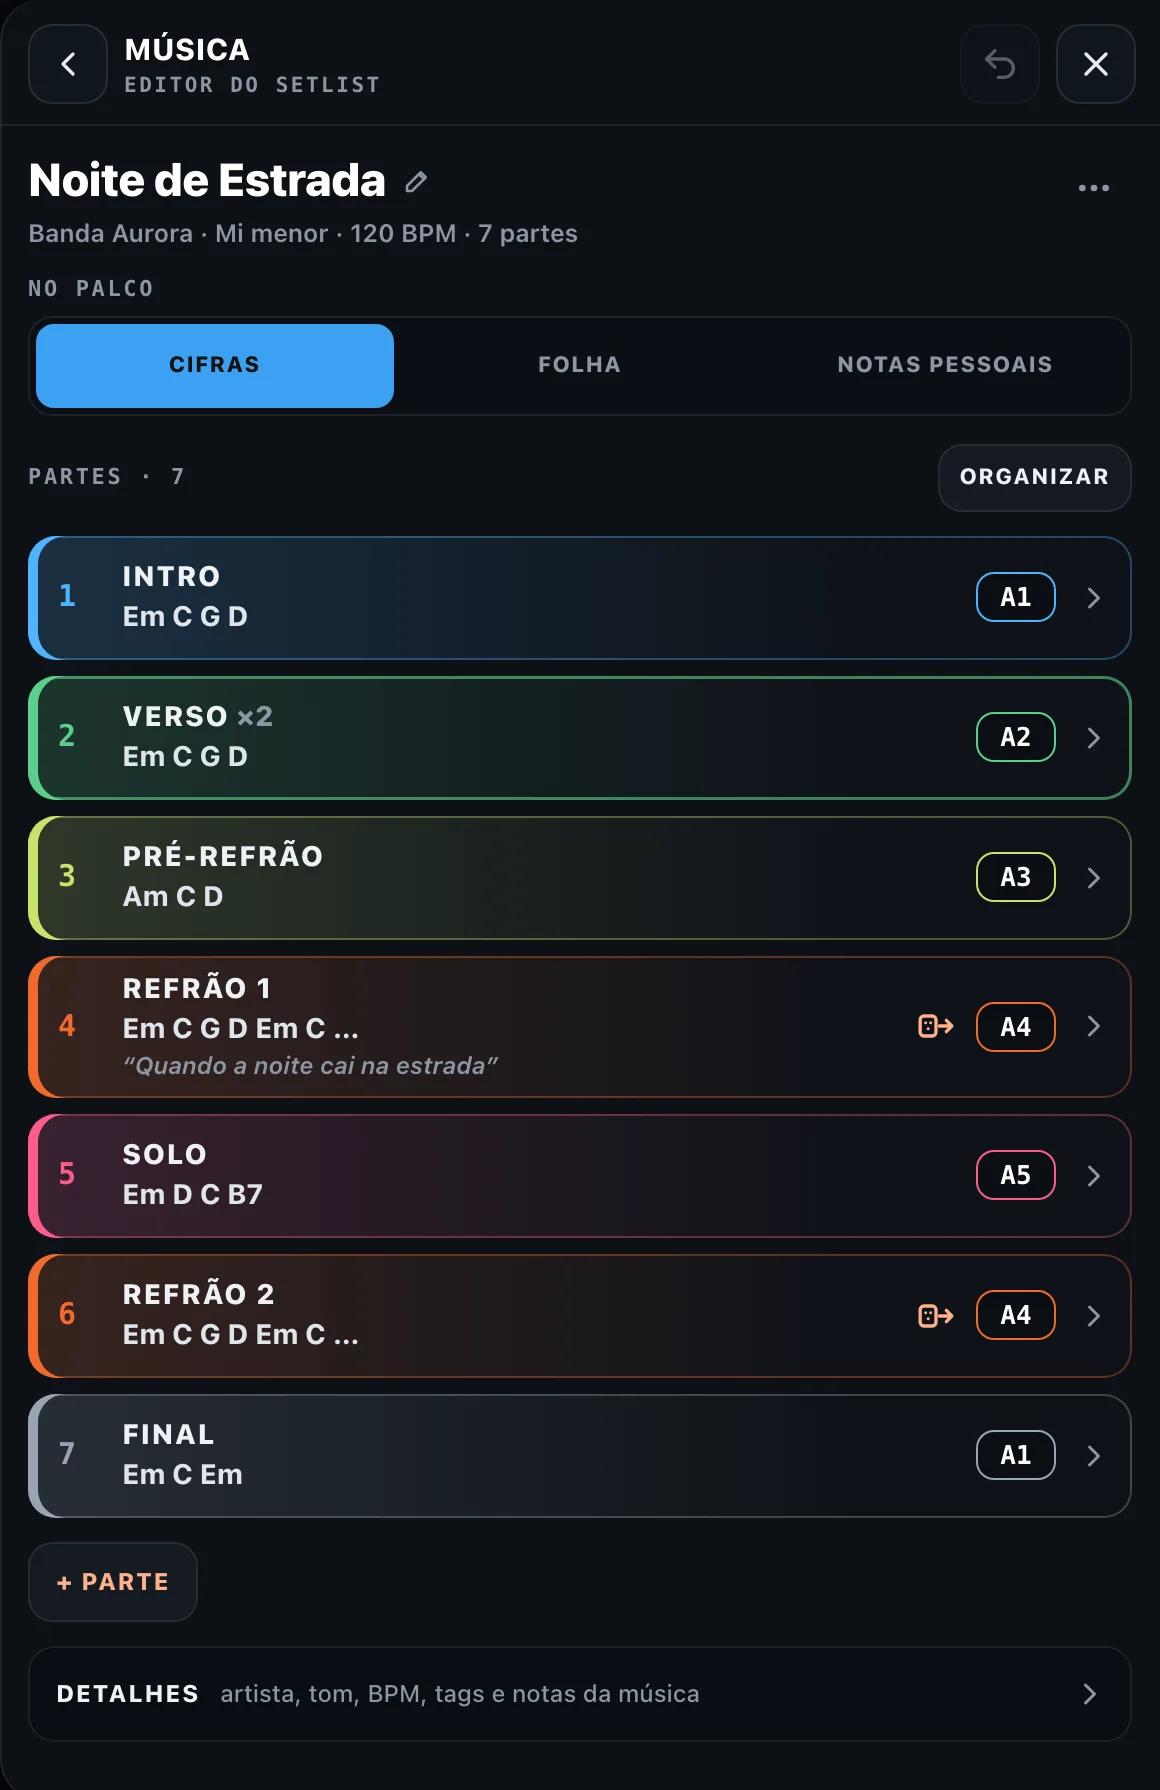 MÚSICA
EDITOR DO SETLIST
Noite de Estrada
Banda Aurora · Mi menor · 120 BPM · 7 partes
NO PALCO
CIFRAS FOLHA NOTAS PESSOAIS
PARTES · 7 ORGANIZAR
1 INTRO A1
Em C G D
2 VERSO ×2 A2
Em C G D
3 PRÉ-REFRÃO A3
Am C D
REFRÃO 1
4 Em C G D Em C ... A4
“Quando a noite cai na estrada”
5 SOLO A5
Em D C B7
6 REFRÃO 2 A4
Em C G D Em C ...
7 FINAL A1
Em C Em
+ PARTE
DETALHES artista, tom, BPM, tags e notas da música